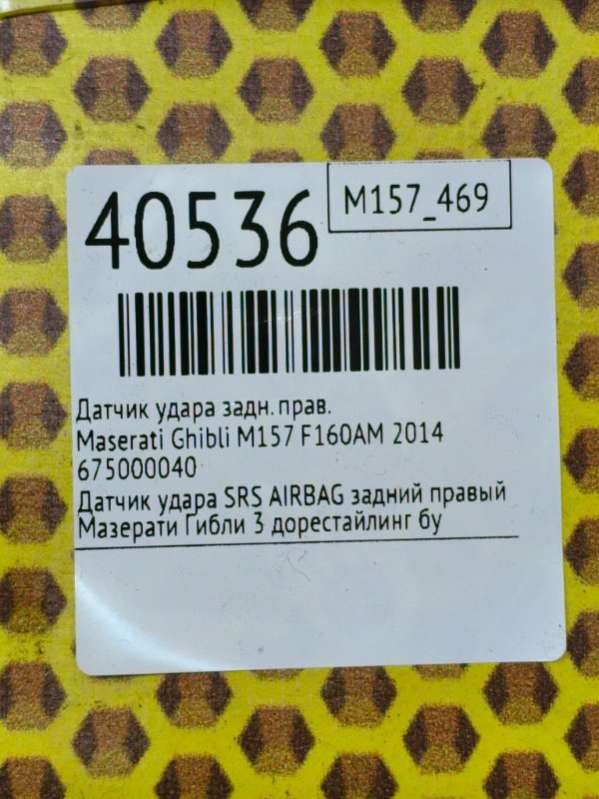 40536
M157_469
Датчик удара задн. прав.
Maserati Ghibli M157 F160AM 2014
675000040
Датчик удара SRS AIRBAG задний правый
Мазерати Гибли 3 дорестайлинг бу